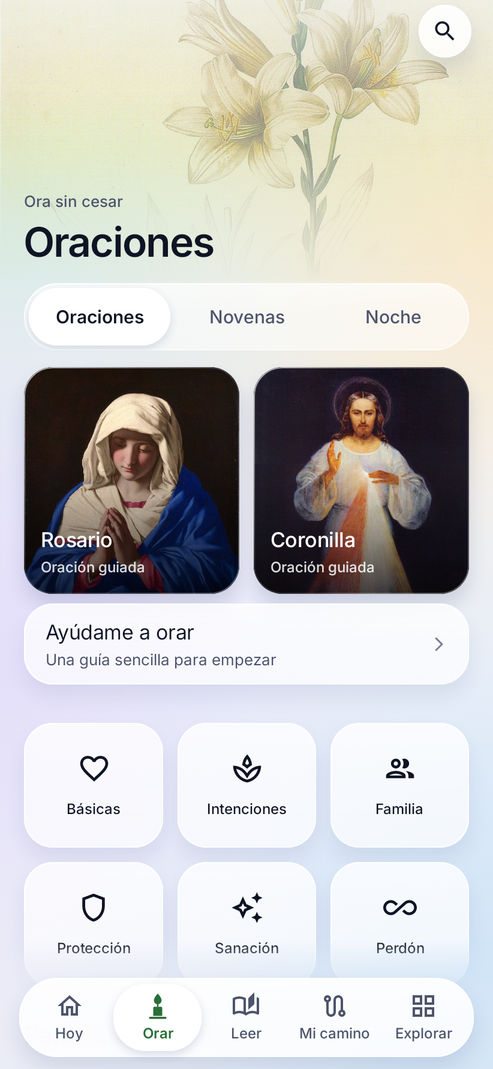 Ora sin cesar
Oraciones
Oraciones Novenas Noche
Rosario
Oración guiada
Coronilla
Oración guiada
Ayúdame a orar
Una guía sencilla para empezar
Básicas Intenciones Familia
Protección Sanación Perdón
Hoy Orar Leer Mi camino Explorar